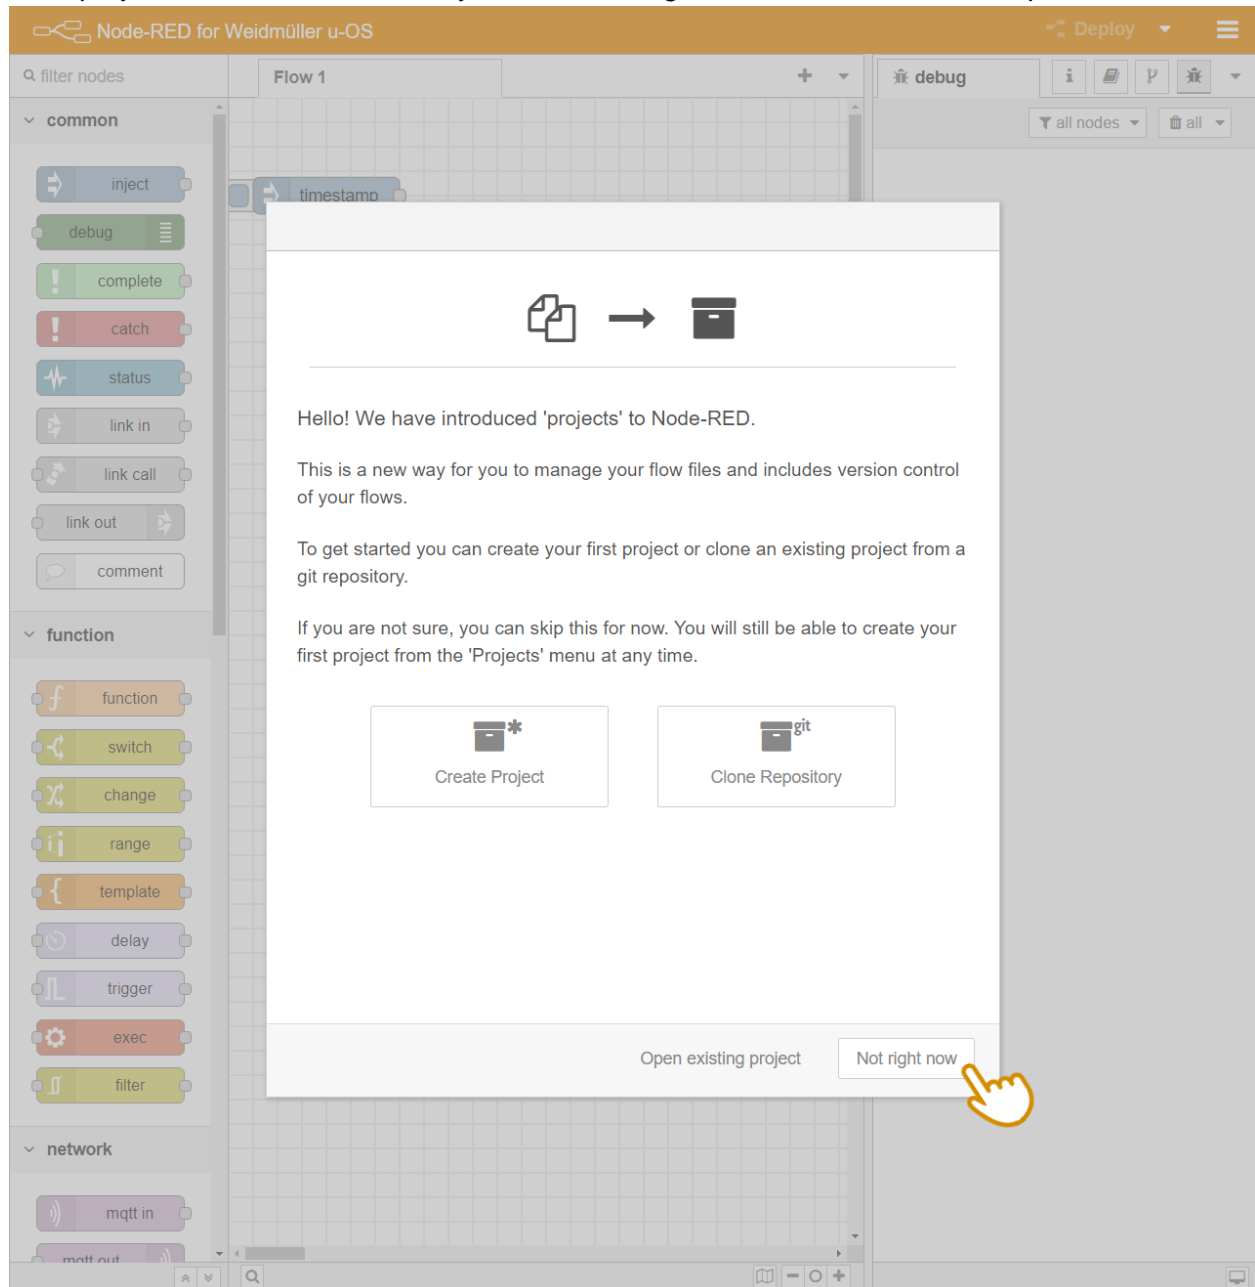 Node-RED for Weidmüller u-OS
Deploy
filter nodes
Flow 1
debug
i
all nodes
all
common
inject
timestamp
debug
complete
catch
status
link in
link call
link out
comment
function
function
switch
change
range
template
delay
trigger
exec
filter
network
mqtt in
mqtt out
Hello! We have introduced 'projects' to Node-RED.
This is a new way for you to manage your flow files and includes version control
of your flows.
To get started you can create your first project or clone an existing project from a
git repository.
If you are not sure, you can skip this for now. You will still be able to create your
first project from the 'Projects' menu at any time.
Create Project
git
Clone Repository
Open existing project
Not right now